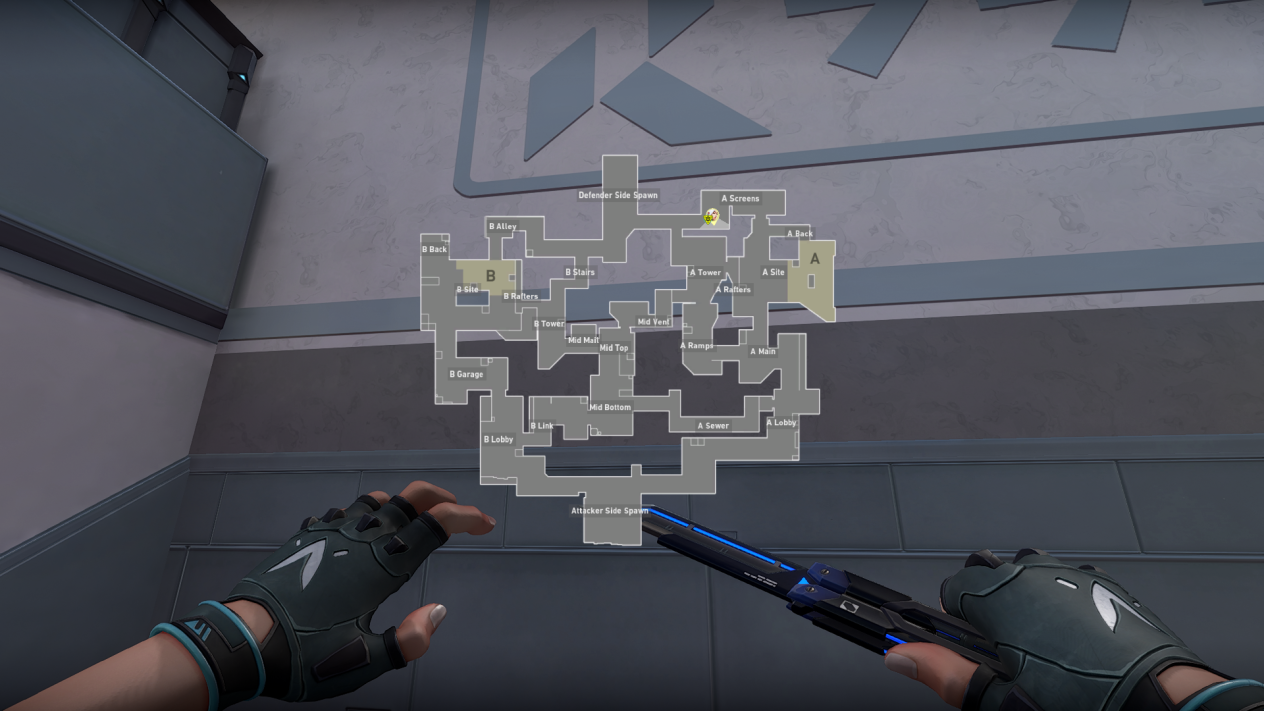 Defender Side Spawn
A Screens
B Alley
A Back
B Back
A
B
B Stairs
A Tower
A Site
B Site
B Rafters
A Rafters
B Tower
Mid Vent
Mid Mail
Mid Top
A Ramps
A Main
B Garage
Mid Bottom
B Link
A Sewer
A Lobby
B Lobby
Attacker Side Spawn